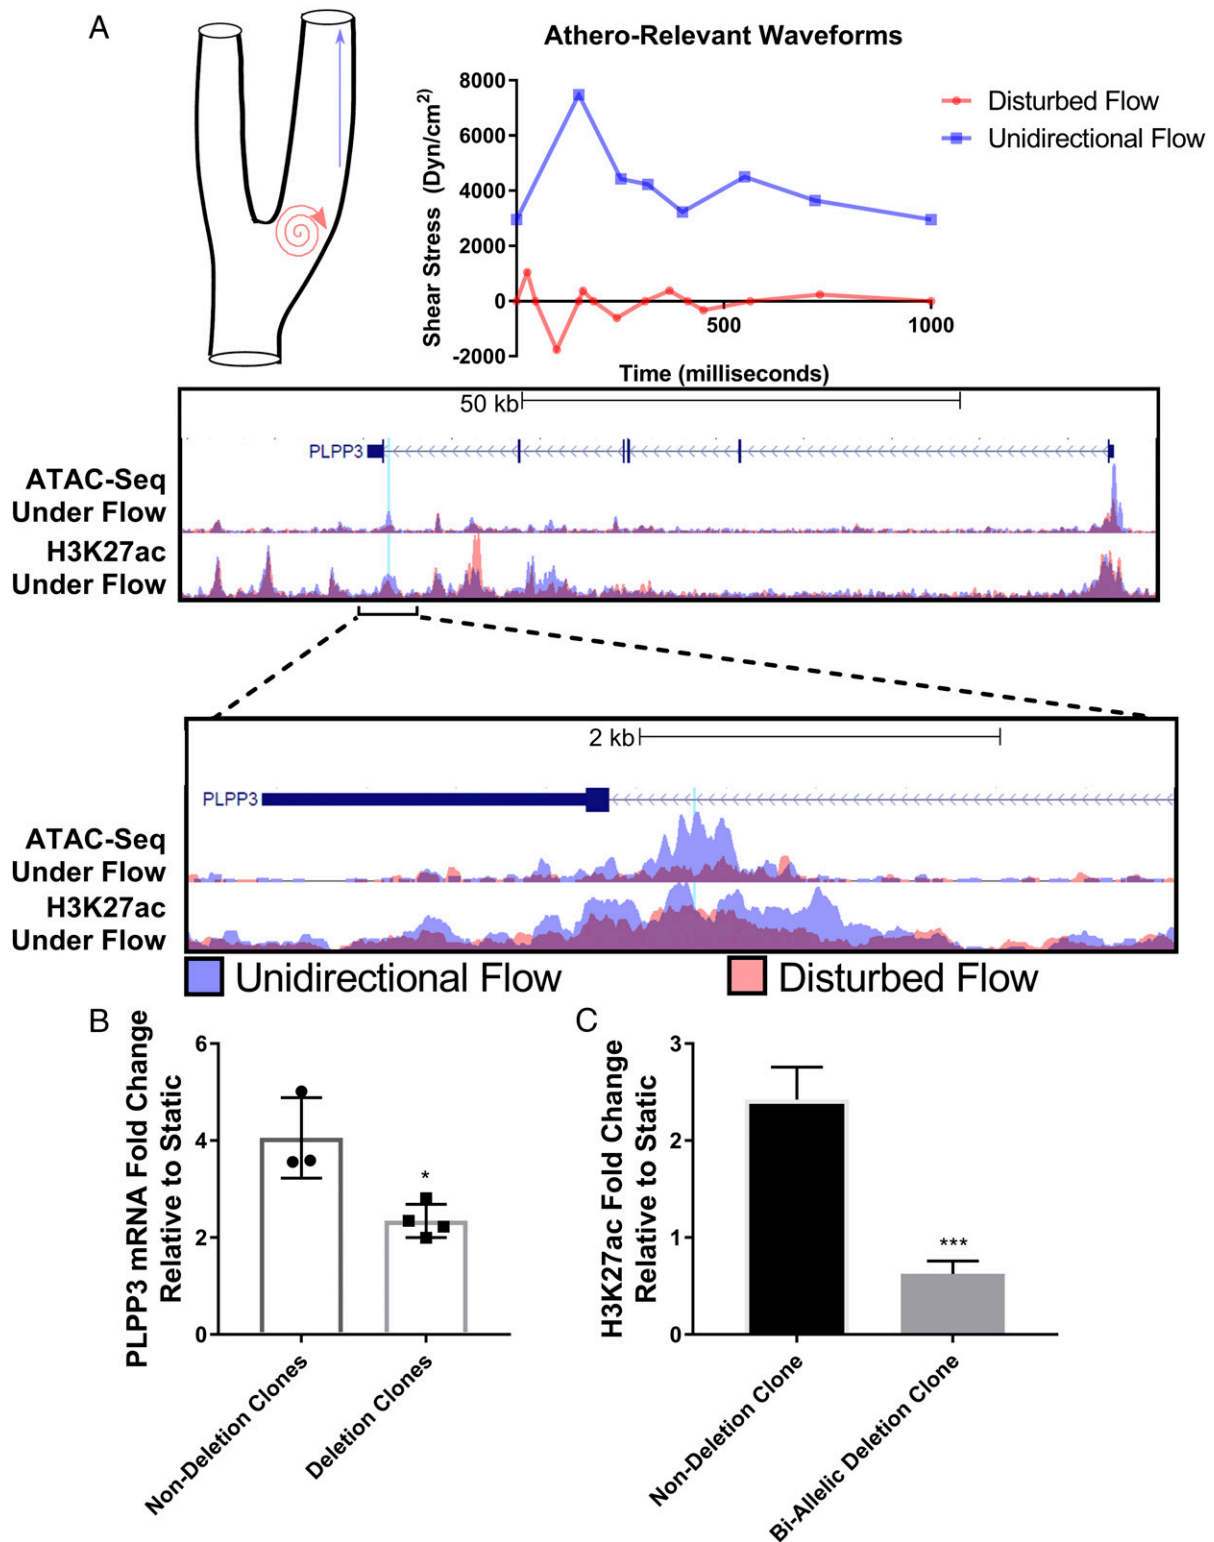 A
Athero-Relevant Waveforms
Shear Stress (Dyn/cm²)
8000
6000
4000
2000
0
-2000
500
1000
Time (milliseconds)
Disturbed Flow
Unidirectional Flow
50 kb
PLPP3
ATAC-Seq
Under Flow
H3K27ac
Under Flow
2 kb
PLPP3
ATAC-Seq
Under Flow
H3K27ac
Under Flow
Unidirectional Flow
Disturbed Flow
B
PLPP3 mRNA Fold Change
Relative to Static
6
4
2
0
*
Non-Deletion Clones
Deletion Clones
C
H3K27ac Fold Change
Relative to Static
3
2
1
0
***
Non-Deletion Clone
Bi-Allelic Deletion Clone